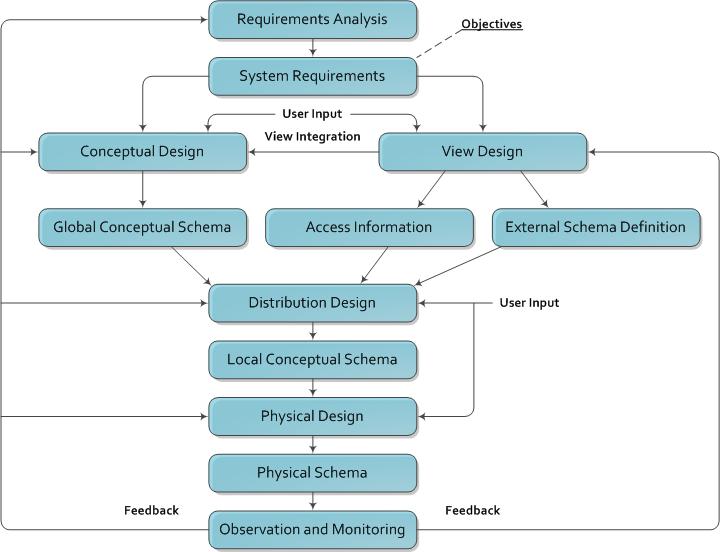 Requirements Analysis
Objectives
System Requirements
User Input
View Integration
Conceptual Design
View Design
Global Conceptual Schema
Access Information
External Schema Definition
Distribution Design
User Input
Local Conceptual Schema
Physical Design
Physical Schema
Feedback
Feedback
Observation and Monitoring